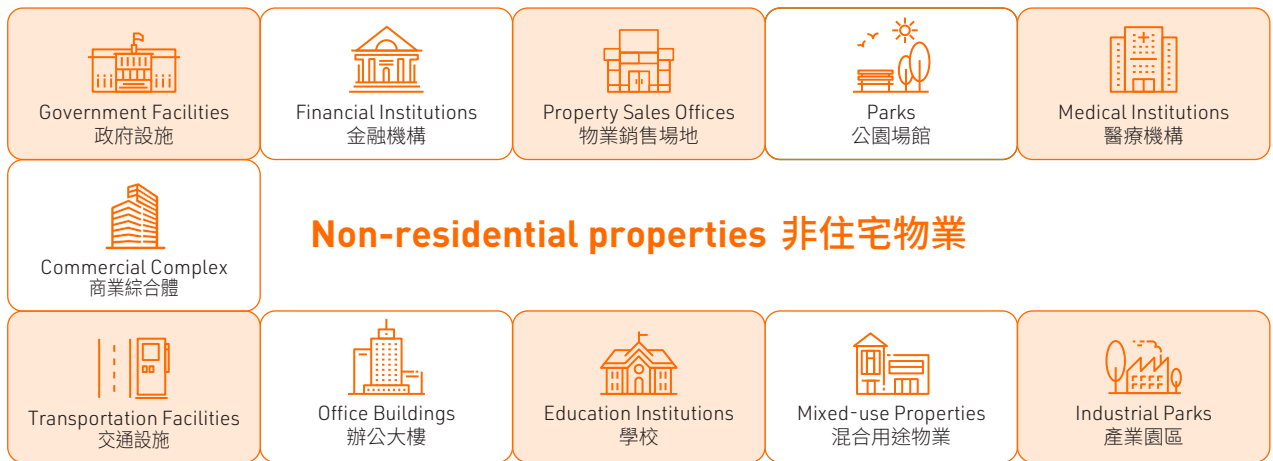 Government Facilities
政府設施
Financial Institutions
金融機構
Property Sales Offices
物業銷售場地
Parks
公園場館
Medical Institutions
醫療機構
Commercial Complex
商業綜合體
Non-residential properties 非住宅物業
Transportation Facilities
交通設施
Office Buildings
辦公大樓
Education Institutions
學校
Mixed-use Properties
混合用途物業
Industrial Parks
產業園區